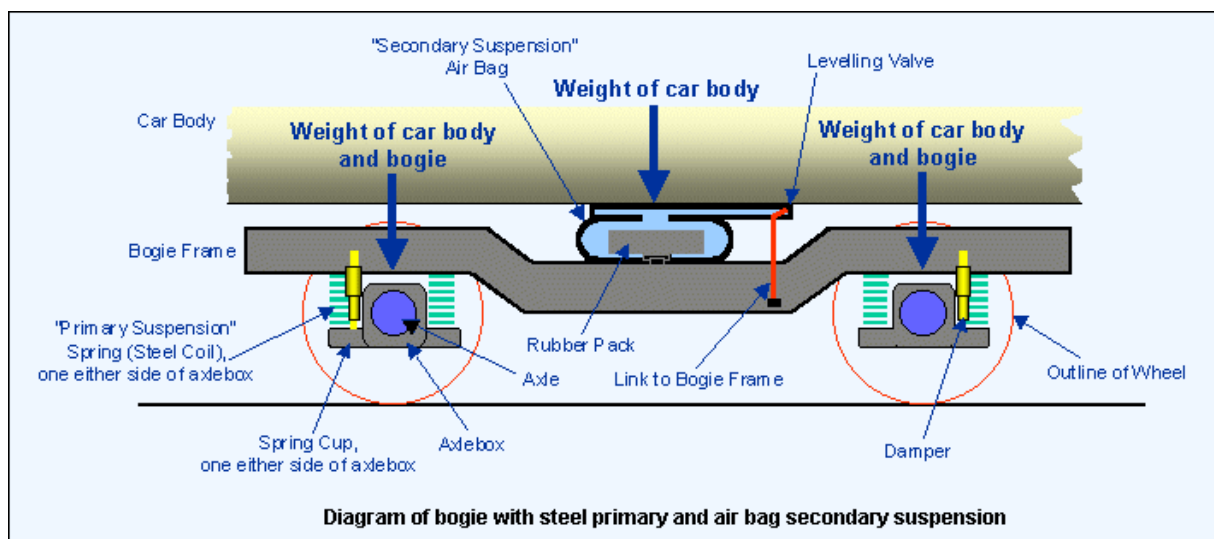 "Secondary Suspension"
Air Bag
Levelling Valve
Weight of car body
Car Body
Weight of car body
and bogie
Weight of car body
and bogie
Bogie Frame
"Primary Suspension"
Spring (Steel Coil),
one either side of axlebox
Rubber Pack
Axle
Link to Bogie Frame
Outline of Wheel
Spring Cup,
one either side of axlebox
Axlebox
Damper
Diagram of bogie with steel primary and air bag secondary suspension